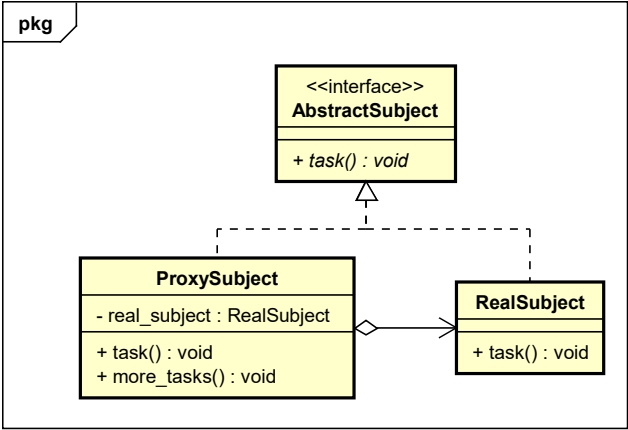 pkg
<<interface>>
AbstractSubject
+ task() : void
ProxySubject
- real_subject : RealSubject
+ task() : void
+ more_tasks() : void
RealSubject
+ task() : void